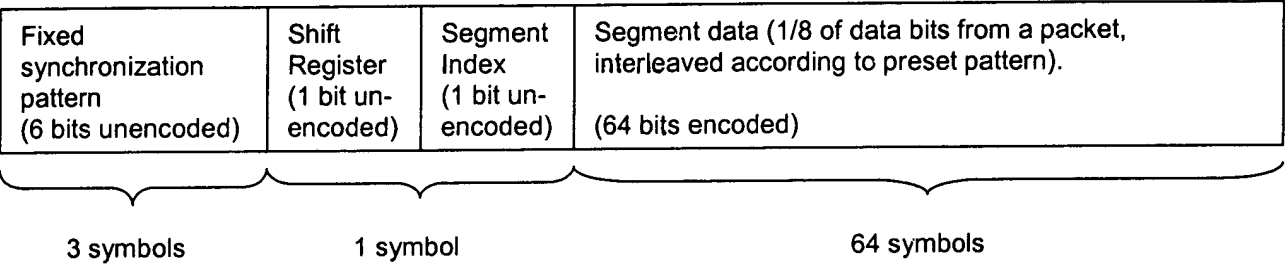 Fixed
synchronization
pattern
(6 bits unencoded)
Shift
Register
(1 bit un-
encoded)
Segment
Index
(1 bit un-
encoded)
Segment data (1/8 of data bits from a packet,
interleaved according to preset pattern).
(64 bits encoded)
3 symbols
1 symbol
64 symbols